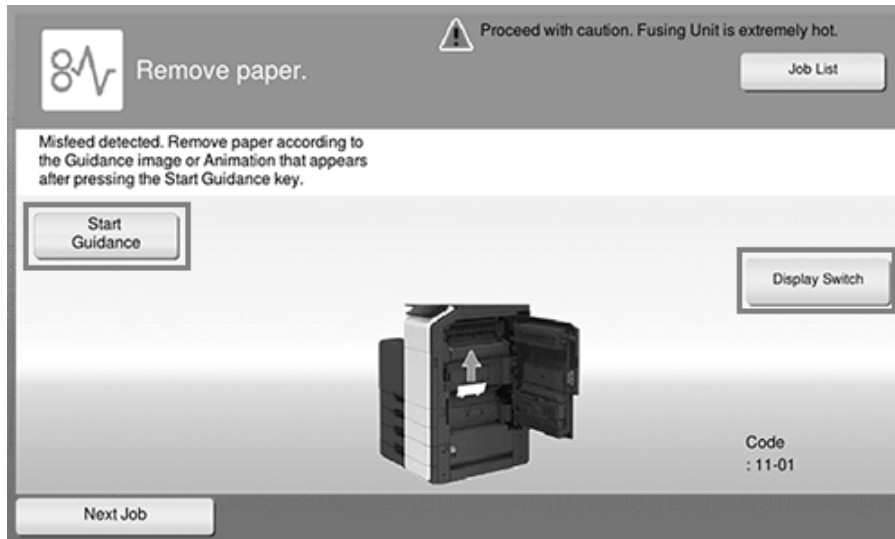 Proceed with caution. Fusing Unit is extremely hot.
Remove paper.
Job List
Misfeed detected. Remove paper according to
the Guidance image or Animation that appears
after pressing the Start Guidance key.
Start
Guidance
Display Switch
Code
: 11-01
Next Job